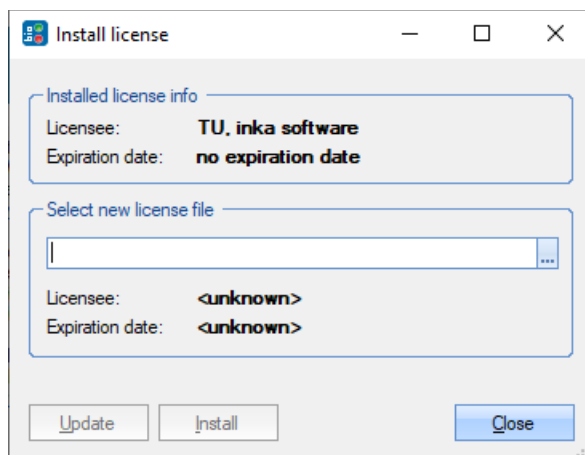 Install license
Installed license info
Licensee: TU, inka software
Expiration date: no expiration date
Select new license file
...
Licensee: <unknown>
Expiration date: <unknown>
Update Install Close